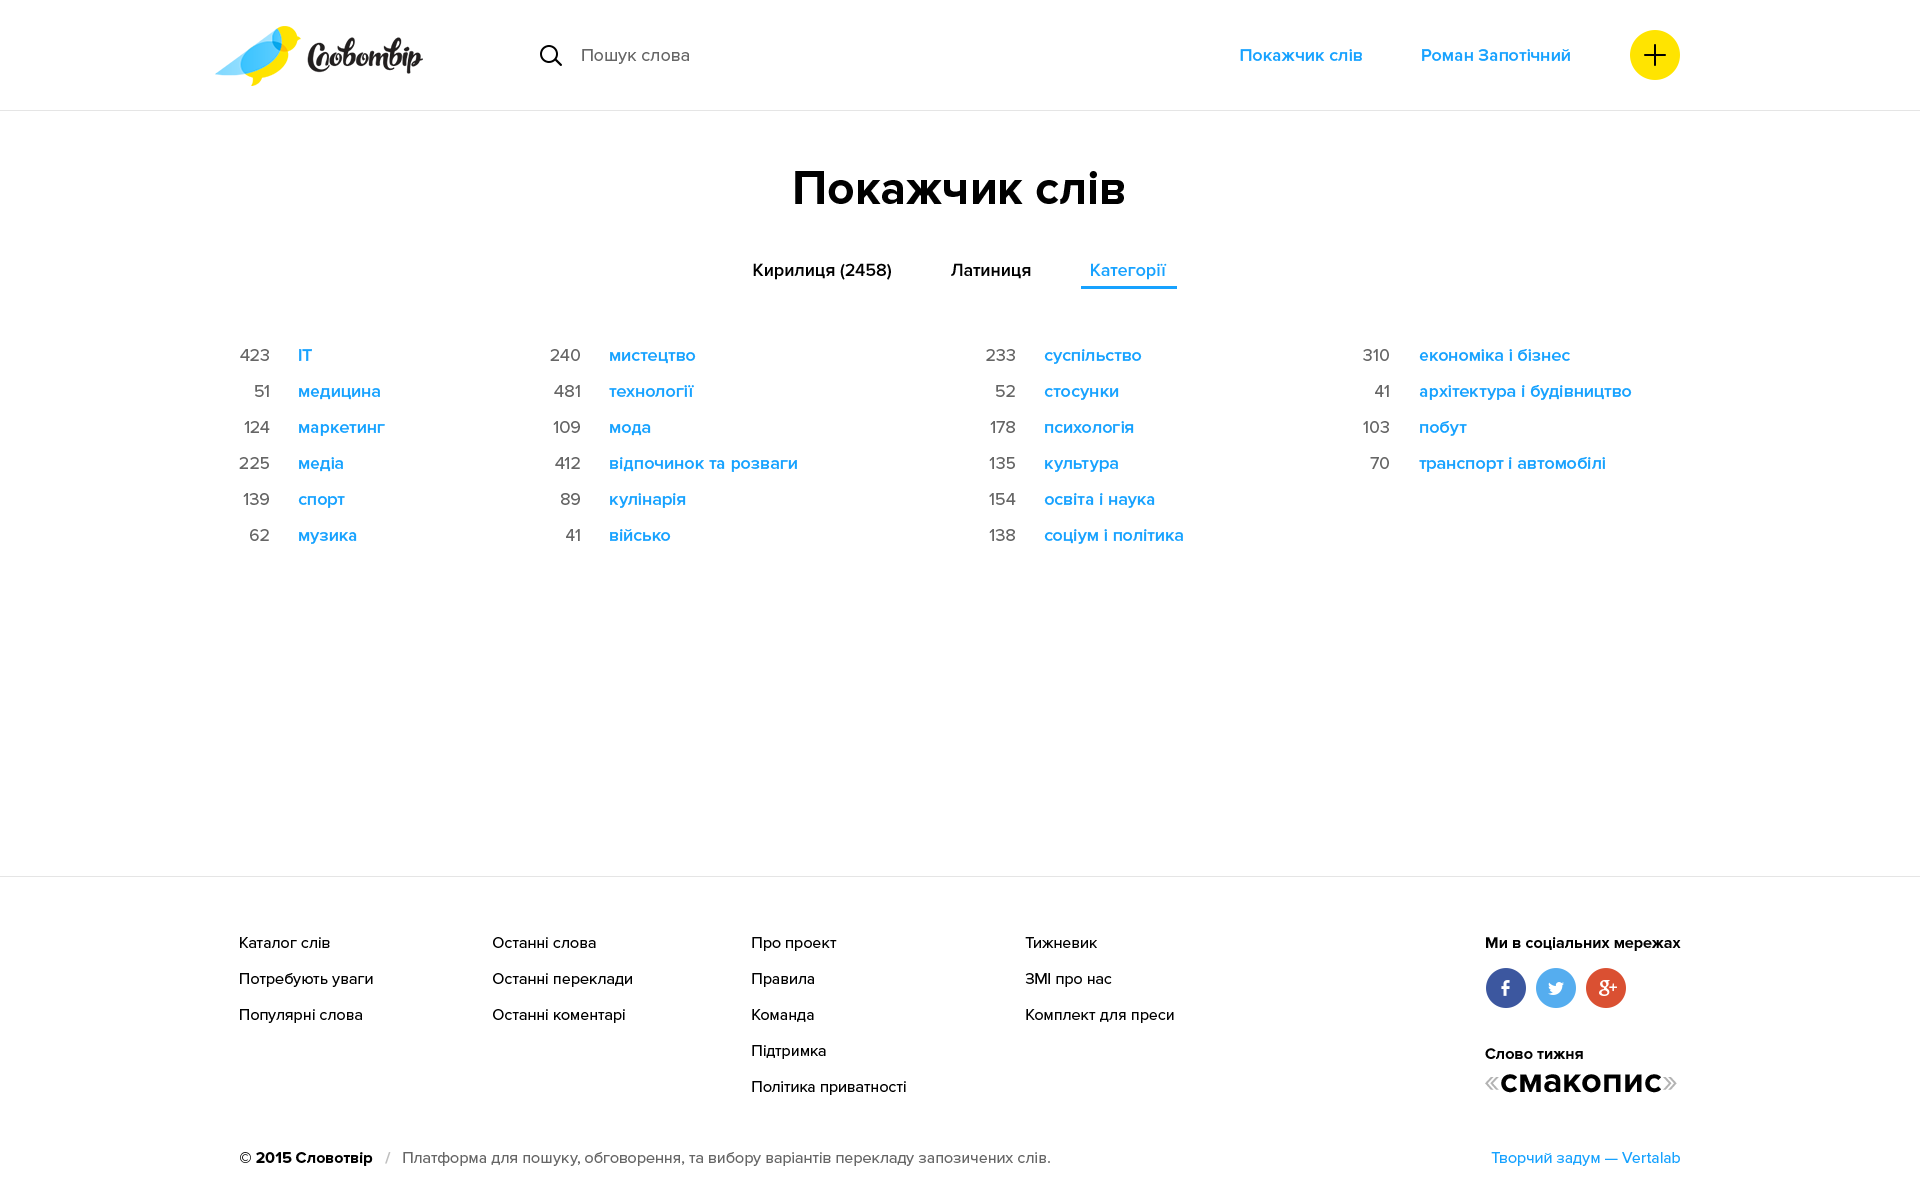 Словотвір
Пошук слова
Покажчик слів
Роман Запотічний
Покажчик слів
Кирилиця (2458)
Латиниця
Категорії
423 ІТ
51 медицина
124 маркетинг
225 медіа
139 спорт
62 музика
240 мистецтво
481 технології
109 мода
412 відпочинок та розваги
89 кулінарія
41 військо
233 суспільство
52 стосунки
178 психологія
135 культура
154 освіта і наука
138 соціум і політика
310 економіка і бізнес
41 архітектура і будівництво
103 побут
70 транспорт і автомобілі
Каталог слів
Потребують уваги
Популярні слова
Останні слова
Останні переклади
Останні коментарі
Про проект
Правила
Команда
Підтримка
Політика приватності
Тижневик
ЗМІ про нас
Комплект для преси
Ми в соціальних мережах
f
g+
Слово тижня
«смакопис»
© 2015 Словотвір / Платформа для пошуку, обговорення, та вибору варіантів перекладу запозичених слів.
Творчий задум — Vertalab